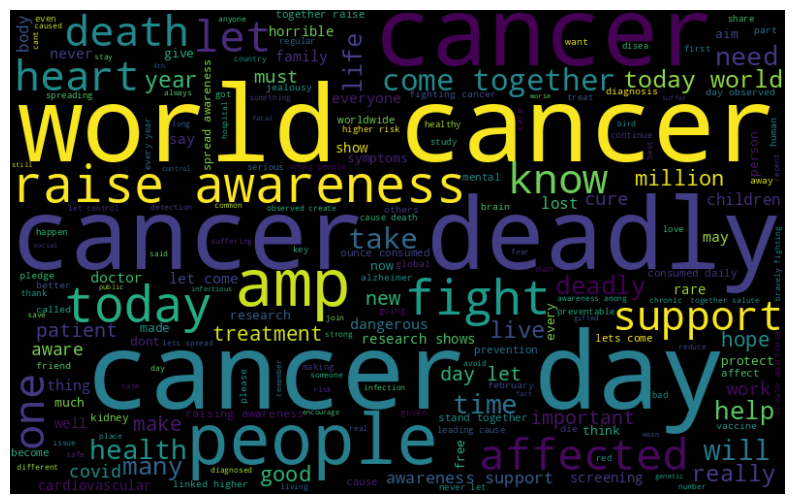 together raise
anyone
even
caused
cant
stay
country
regular
4th
body
death
let
horrible
cancer
want
disea
first
share
aim
part
need
heart
year
never
give
family
must
life
come together
today world
spreading
always
got
jealousy
everyone
fighting cancer
treat
diagnosis
day observed
world cancer
every year
long
say
spread awareness
hospital
something
fatal
worldwide
higher risk
show
symptoms
healthy
study
worse
suffer
care
bird
continue
best
person
human
recent
away
still
control
serious
raise awareness
know
million
mental
lost
cure
children
let control
detection
common
observed create
cause death
others
brain
cancer deadly
happen
social
said
suffering
key
fear
man
may
love
take
ounce consumed
consumed daily
bravely fighting
pledge
better
thank
doctor
called
let come
now
global
alzheimer
amp
deadly
rare
today
save
public
infectious
research
join
going
strong
new
fight
awareness among
preventable
chronic
together salute
gifted
support
patient
made
treatment
dangerous
live
every
lets come
hope
aware
dont
lets spread
research shows
prevention
reduce
protect
affect
create awareness
friend
thing
day
please
making
someone
avoid
day let
february
fact
bad
work
cancer day
much
case
remember
risk
infection
time
important
help
one
well
kidney
make
raising awareness
encourage
given
stand together
die
think
vaccine
people
issue
place
become
different
safe
health
diagnosed
real
leading cause
free
red
mean
genetic
affected
will
covid
many
good
cause
awareness support
screening
really
cardiovascular
linked higher
living
never let
number